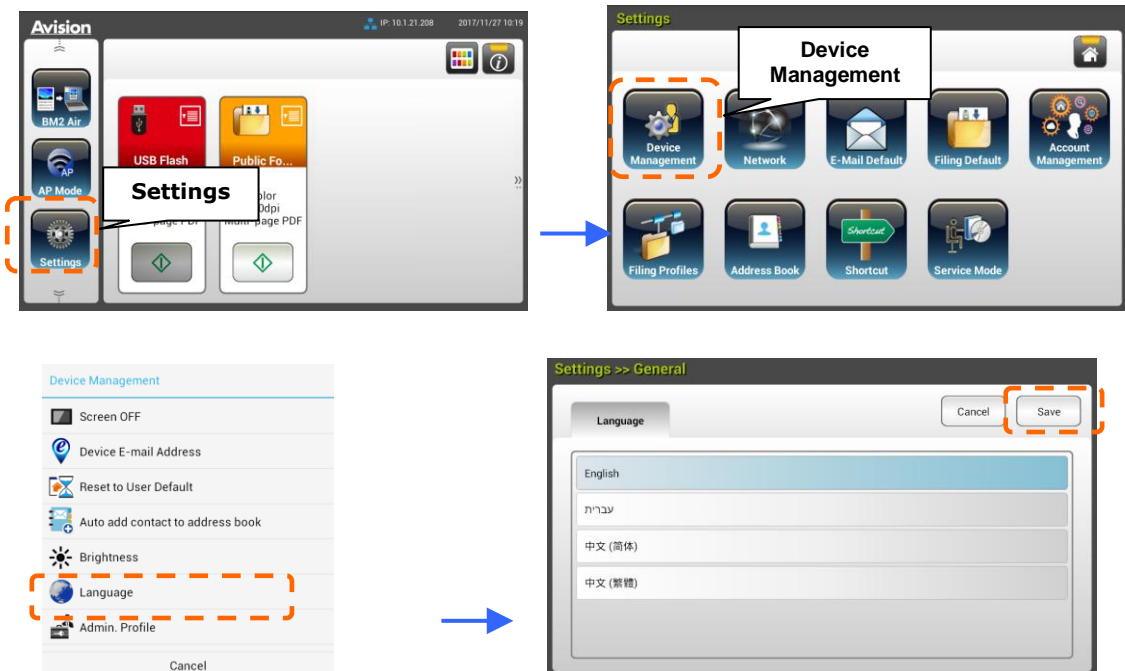 Avision
IP: 10.1.21.208 2017/11/27 10:19
BM2 Air
AP Mode
AP
Settings
USB Flash
Public Fo...
page PDF
Multi-page PDF
Settings
Settings
Device
Management
Device
Management
Network
E-Mail Default
Filing Default
Account
Management
Filing Profiles
Address Book
Shortcut
Shortcut
Service Mode
Device Management
Screen OFF
Device E-mail Address
Reset to User Default
Auto add contact to address book
Brightness
Language
Admin. Profile
Cancel
Settings >> General
Language
Cancel
Save
English
עברית
中文 (简体)
中文 (繁體)